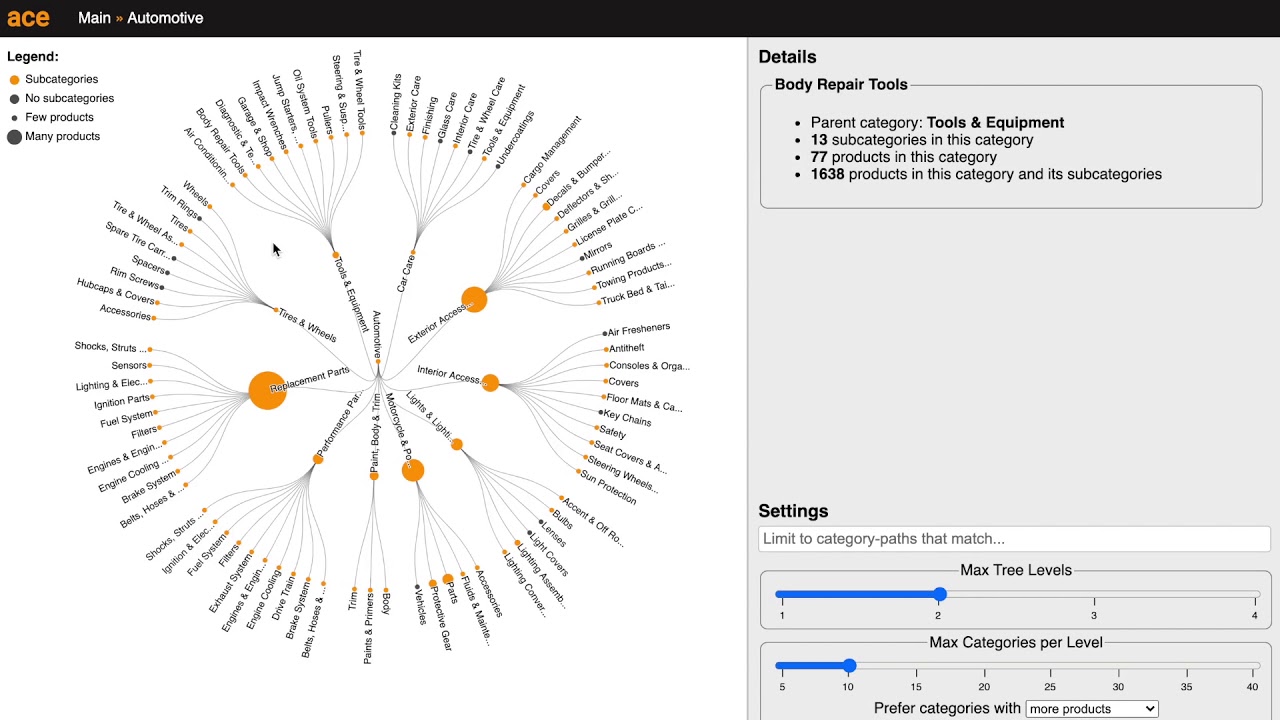 ace
Main » Automotive
Legend:
Subcategories
No subcategories
Few products
Many products
Automotive
Tools & Equipment
Air Conditionin...
Body Repair Tools
Diagnostic & Te...
Garage & Shop
Impact Wrenches
Jump Starters, ...
Oil System Tools
Pullers
Steering & Susp...
Tire & Wheel Tools
Car Care
Cleaning Kits
Exterior Care
Finishing
Glass Care
Interior Care
Tire & Wheel Care
Tools & Equipment
Undercoatings
Exterior Access...
Cargo Management
Covers
Decals & Bumper...
Deflectors & Sh...
Grilles & Grill...
License Plate C...
Mirrors
Running Boards ...
Towing Products...
Truck Bed & Tai...
Interior Access...
Air Fresheners
Antitheft
Consoles & Orga...
Covers
Floor Mats & Ca...
Key Chains
Safety
Seat Covers & A...
Steering Wheels...
Sun Protection
Lights & Lighti...
Accent & Off Ro...
Bulbs
Lenses
Light Covers
Lighting Assemb...
Lighting Conver...
Motorcycle & Po...
Accessories
Fluids & Mainte...
Parts
Protective Gear
Vehicles
Paint, Body & Trim
Body
Paints & Primers
Trim
Performance Par...
Belts, Hoses & ...
Brake System
Drive Train
Engine Cooling
Engines & Engin...
Exhaust System
Filters
Fuel System
Ignition & Elec...
Shocks, Struts ...
Replacement Parts
Belts, Hoses & ...
Brake System
Engine Cooling ...
Engines & Engin...
Filters
Fuel System
Ignition Parts
Lighting & Elec...
Sensors
Shocks, Struts ...
Tires & Wheels
Accessories
Hubcaps & Covers
Rim Screws
Spacers
Spare Tire Carr...
Tire & Wheel As...
Tires
Trim Rings
Wheels
Details
Body Repair Tools
Parent category: Tools & Equipment
13 subcategories in this category
77 products in this category
1638 products in this category and its subcategories
Settings
Limit to category-paths that match...
Max Tree Levels
1 2 3 4
Max Categories per Level
5 10 15 20 25 30 35 40
Prefer categories with more products